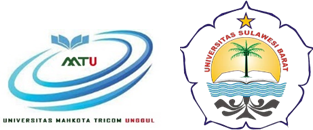 MTU
UNIVERSITAS MAHKOTA TRICOM UNGGUL
UNIVERSITAS SULAWESI BARAT